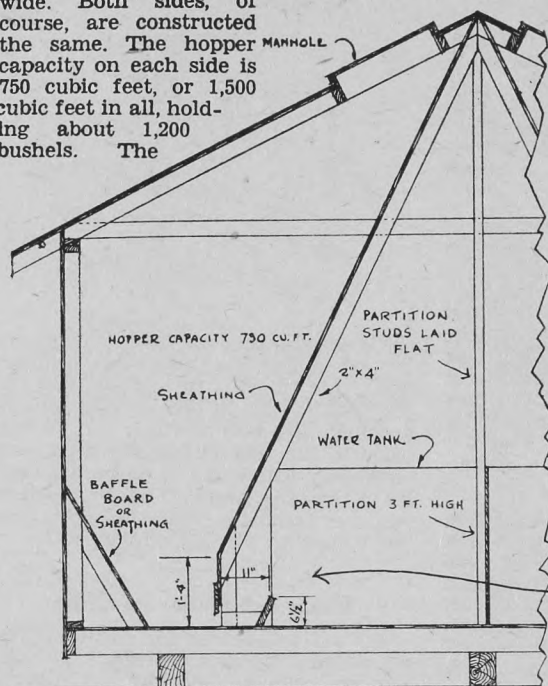 wide. Both sides, of
course, are constructed
the same. The hopper
capacity on each side is
750 cubic feet, or 1,500
cubic feet in all, hold-
ing about 1,200
bushels. The
MANHOLE
HOPPER CAPACITY 750 CU. FT.
SHEATHING
2"x4"
PARTITION
STUDS LAID
FLAT
WATER TANK
PARTITION 3 FT. HIGH
BAFFLE
BOARD
OR
SHEATHING
1'-4"
11"
6½"